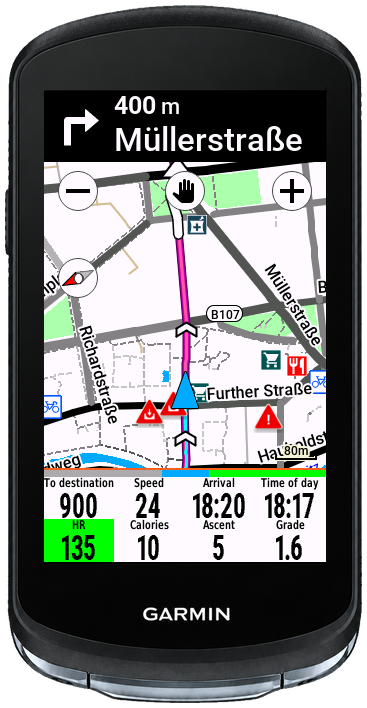 400 m
Müllerstraße
B107
Müllerstraße
Richardstraße
Further Straße
80m
To destination Speed Arrival Time of day
900 24 18:20 18:17
HR Calories Ascent Grade
135 10 5 1.6
GARMIN